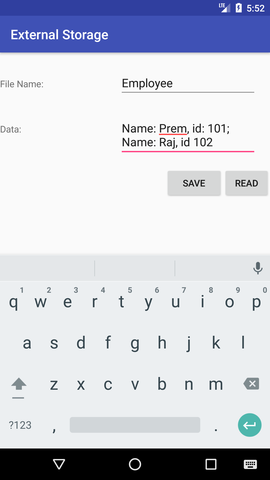 LTE 5:52
External Storage
File Name: Employee
Data: Name: Prem, id: 101;
Name: Raj, id 102
SAVE READ
1 2 3 4 5 6 7 8 9 0
q w e r t y u i o p
a s d f g h j k l
z x c v b n m
?123 , .